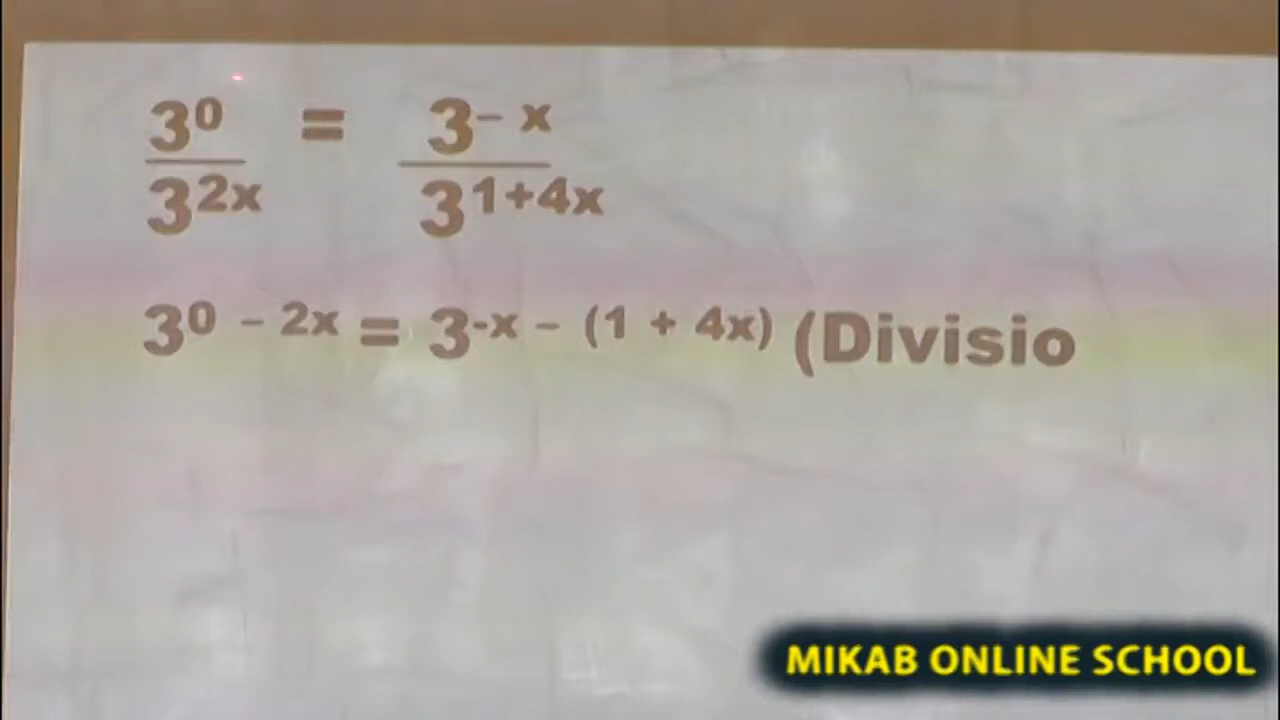 3⁰ = 3⁻ ˣ
3²ˣ 3¹⁺⁴ˣ
3⁰ ⁻ ²ˣ = 3⁻ˣ ⁻ ⁽¹ ⁺ ⁴ˣ⁾ (Divisio
MIKAB ONLINE SCHOOL